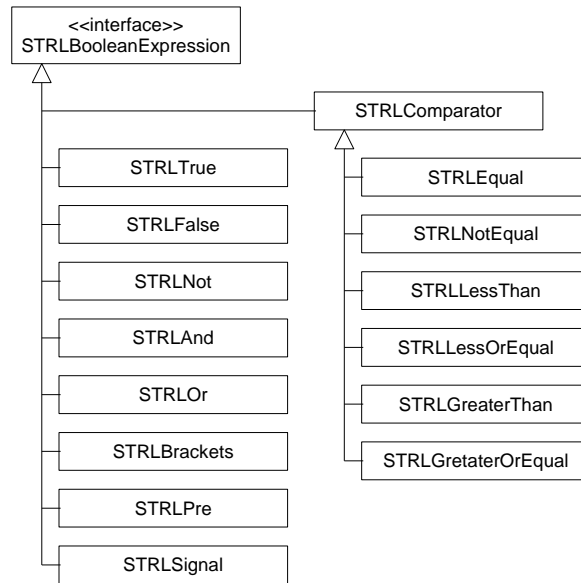 <<interface>>
STRLBooleanExpression
STRLComparator
STRLTrue
STRLFalse
STRLNot
STRLAnd
STRLOr
STRLBrackets
STRLPre
STRLSignal
STRLEqual
STRLNotEqual
STRLLessThan
STRLLessOrEqual
STRLGreaterThan
STRLGretaterOrEqual